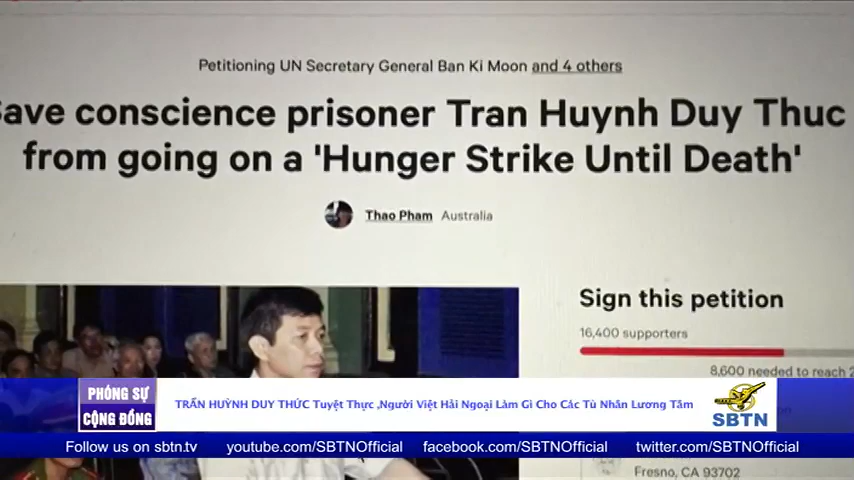 Petitioning UN Secretary General Ban Ki Moon and 4 others
Save conscience prisoner Tran Huynh Duy Thuc
from going on a 'Hunger Strike Until Death'
Thao Pham Australia
Sign this petition
16,400 supporters
8,600 needed to reach 2
PHÓNG SỰ
CỘNG ĐỒNG
TRẦN HUỲNH DUY THỨC Tuyệt Thực ,Người Việt Hải Ngoại Làm Gì Cho Các Tù Nhân Lương Tâm
SBTN
Follow us on sbtn.tv youtube.com/SBTNOfficial facebook.com/SBTNOfficial twitter.com/SBTNOfficial
Fresno, CA 93702